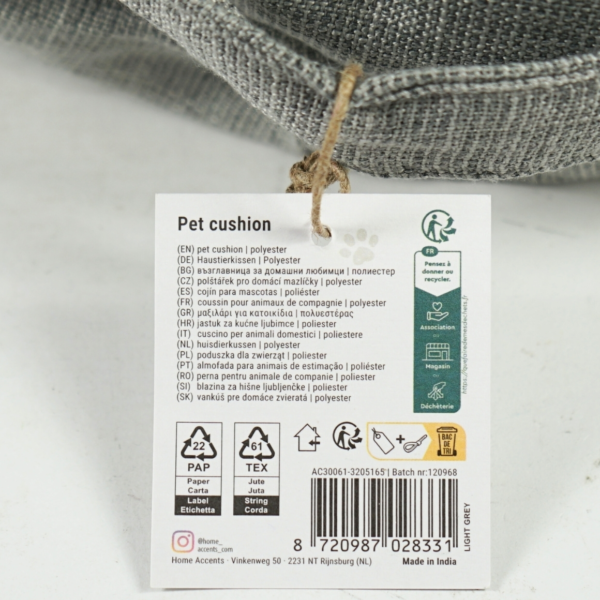 Pet cushion
(EN) pet cushion | polyester
(DE) Haustierkissen | Polyester
(BG) възглавница за домашни любимци | полиестер
(CZ) polštářek pro domácí mazlíčky | polyester
(ES) cojín para mascotas | poliéster
(FR) coussin pour animaux de compagnie | polyester
(GR) μαξιλάρι για κατοικίδια | πολυεστέρας
(HR) jastuk za kućne ljubimce | poliester
(IT) cuscino per animali domestici | poliestere
(NL) huisdierkussen | polyester
(PL) poduszka dla zwierząt | poliester
(PT) almofada para animais de estimação | poliéster
(RO) perna pentru animale de companie | poliester
(SI) blazina za hišne ljubljenčke | poliester
(SK) vankúš pre domáce zvieratá | polyester
FR
Pensez à
donner ou
recycler.
Association
Magasin
Déchèterie
22
PAP
Paper
Carta
Label
Etichetta
61
TEX
Jute
Juta
String
Corda
+
BAC
DE
TRI
AC30061-3205165 | Batch nr:120968
8 720987 028331
LIGHT GREY
@home_
accents_com
Home Accents - Vinkenweg 50 - 2231 NT Rijnsburg (NL)
Made in India